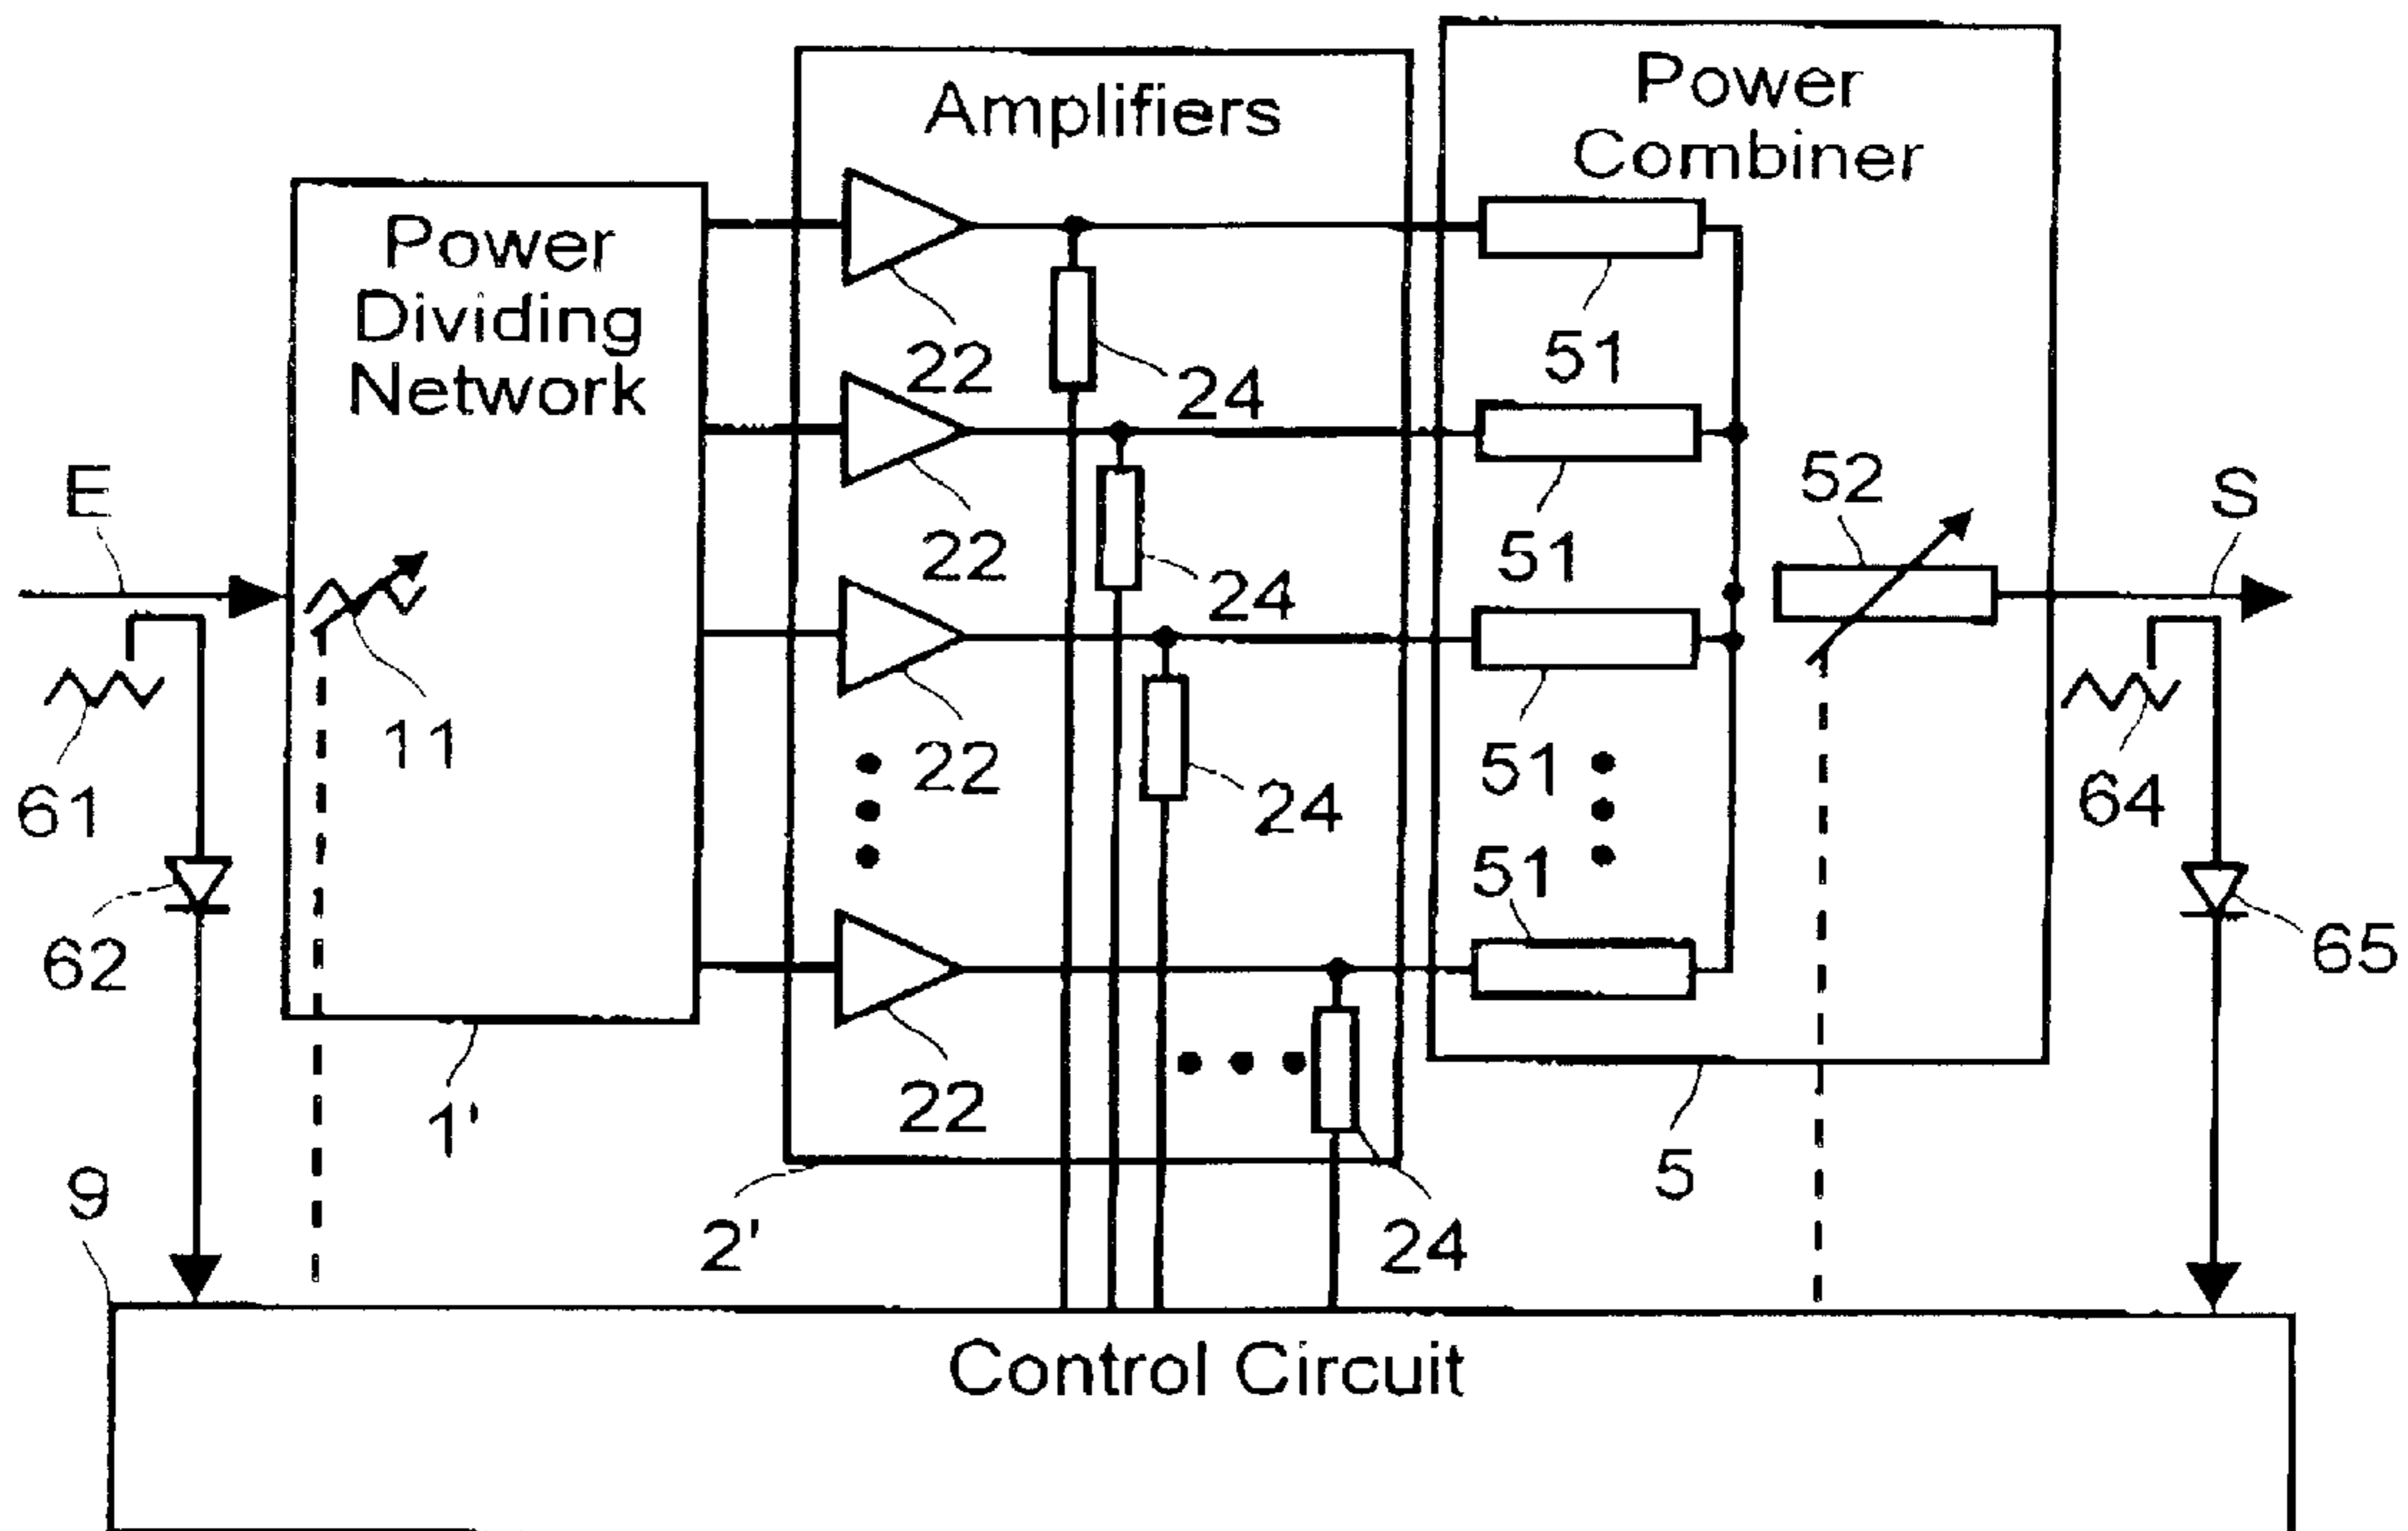 Amplifiers
Power
Combiner
Power
Dividing
Network
22
24
51
22
24
51
22
24
51
51
22
24
52
E
S
11
61
62
64
65
1'
2'
5
9
Control Circuit